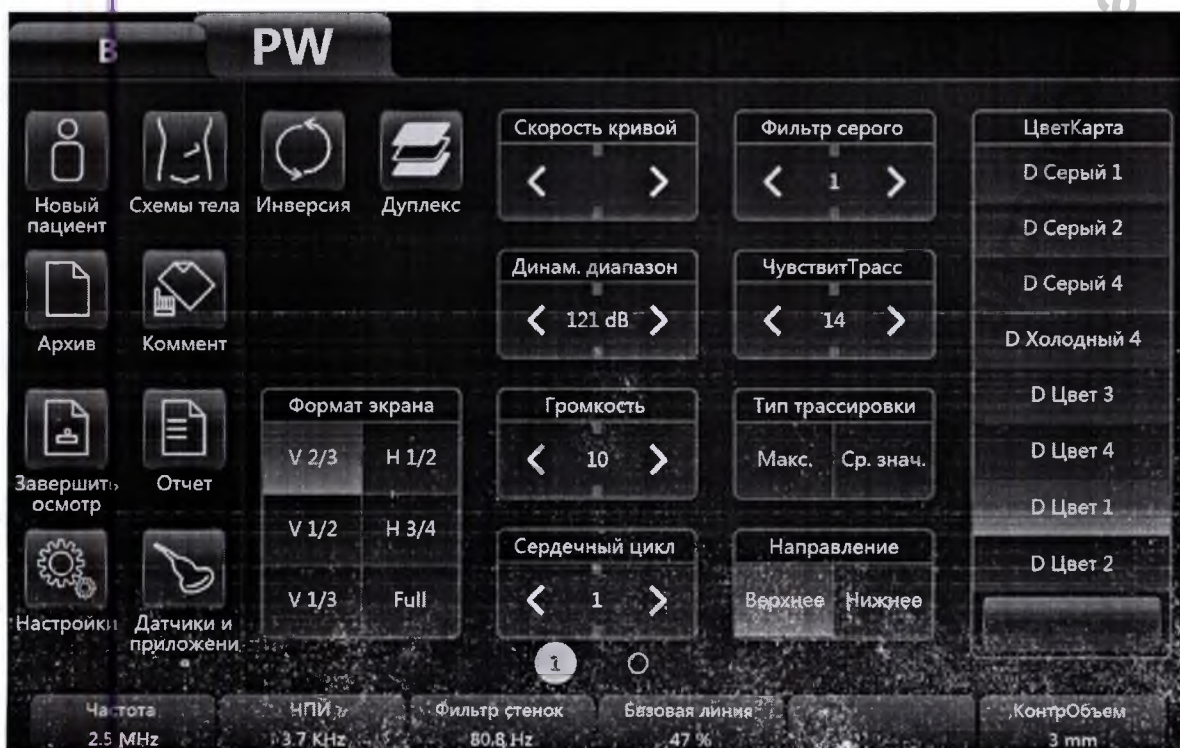 B
PW
Новый
пациент
Схемы тела
Инверсия
Дуплекс
Архив
Коммент
Завершить
осмотр
Отчет
Настройки
Датчики и
приложени
Формат экрана
V 2/3
H 1/2
V 1/2
H 3/4
V 1/3
Full
Скорость кривой
Динам. диапазон
121 dB
Громкость
10
Сердечный цикл
1
Фильтр серого
1
ЧувствитТрасс
14
Тип трассировки
Макс.
Ср. знач.
Направление
Верхнее
Нижнее
ЦветКарта
D Серый 1
D Серый 2
D Серый 4
D Холодный 4
D Цвет 3
D Цвет 4
D Цвет 1
D Цвет 2
1
Частота
2.5 MHz
ЧПИ
3.7 KHz
Фильтр стенок
80.8 Hz
Базовая линия
47 %
КонтрОбъем
3 mm